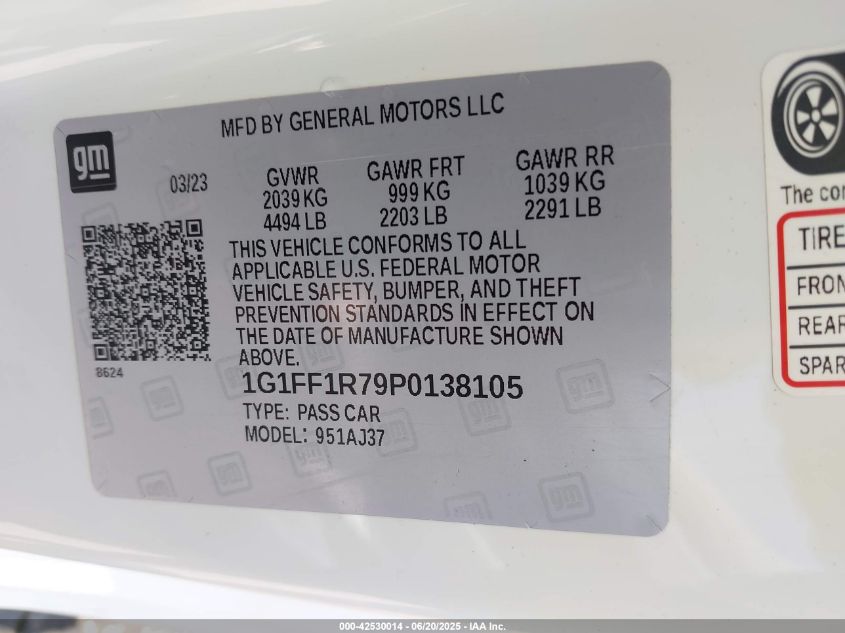 MFD BY GENERAL MOTORS LLC
gm
03/23
GVWR GAWR FRT GAWR RR
2039 KG 999 KG 1039 KG
4494 LB 2203 LB 2291 LB
THIS VEHICLE CONFORMS TO ALL
APPLICABLE U.S. FEDERAL MOTOR
VEHICLE SAFETY, BUMPER, AND THEFT
PREVENTION STANDARDS IN EFFECT ON
THE DATE OF MANUFACTURE SHOWN
ABOVE.
8624
1G1FF1R79P0138105
TYPE: PASS CAR
MODEL: 951AJ37
The
TIRE
FRON
REAR
SPAR
000-42530014 - 06/20/2025 - IAA Inc.